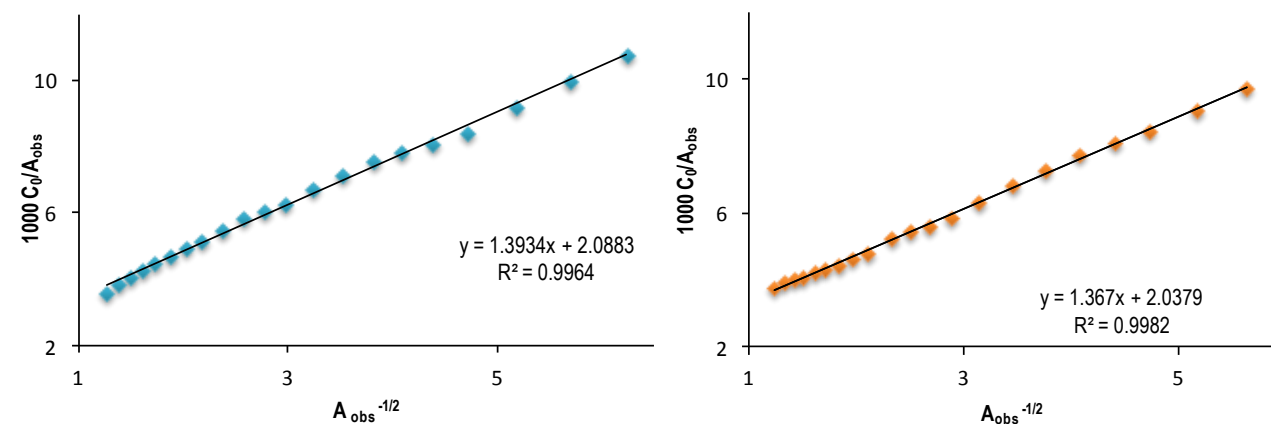 10
6
2
1
3
5
1000 C₀/Aobs
A obs -1/2
y = 1.3934x + 2.0883
R² = 0.9964
10
6
2
1
3
5
1000 C₀/Aobs
Aobs -1/2
y = 1.367x + 2.0379
R² = 0.9982